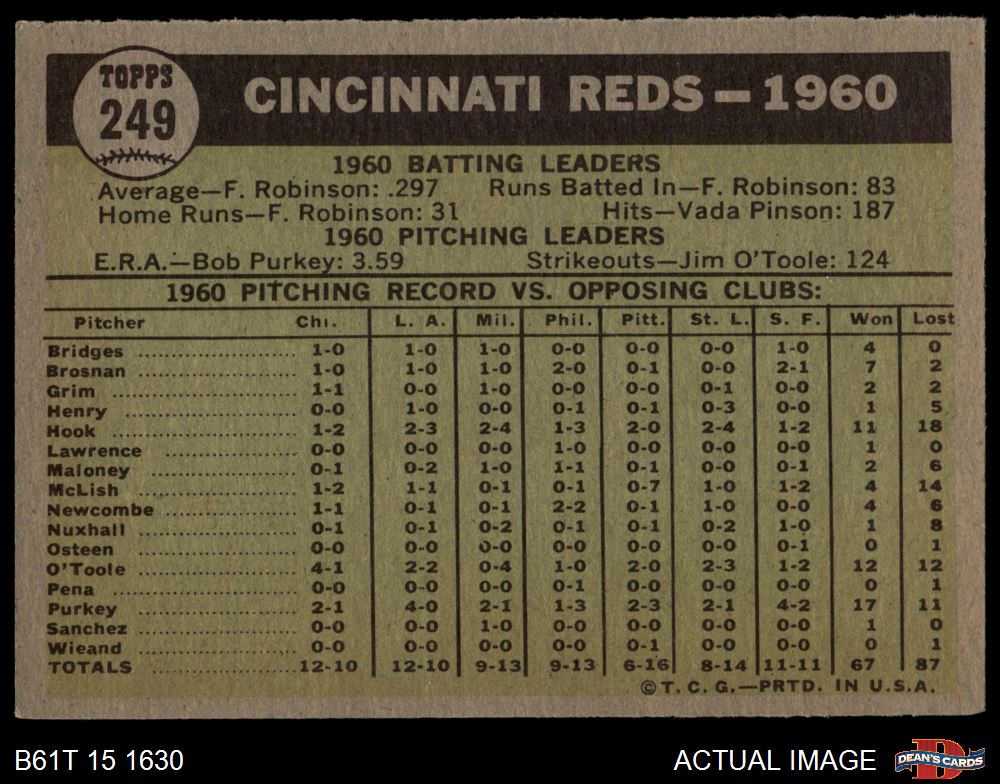 TOPPS
249
CINCINNATI REDS — 1960
1960 BATTING LEADERS
Average—F. Robinson: .297 Runs Batted In—F. Robinson: 83
Home Runs—F. Robinson: 31 Hits—Vada Pinson: 187
1960 PITCHING LEADERS
E.R.A.—Bob Purkey: 3.59 Strikeouts—Jim O'Toole: 124
1960 PITCHING RECORD VS. OPPOSING CLUBS:
Pitcher Chi. L. A. Mil. Phil. Pitt. St. L. S. F. Won Lost
Bridges 1-0 1-0 1-0 0-0 0-0 0-0 1-0 4 0
Brosnan 1-0 1-0 1-0 2-0 0-1 0-0 2-1 7 2
Grim 1-1 0-0 1-0 0-0 0-0 0-1 0-0 2 2
Henry 0-0 1-0 0-0 0-1 0-1 0-3 0-0 1 5
Hook 1-2 2-3 2-4 1-3 2-0 2-4 1-2 11 18
Lawrence 0-0 0-0 0-0 1-0 0-0 0-0 0-0 1 0
Maloney 0-1 0-2 1-0 1-1 0-1 0-0 0-1 2 6
McLish 1-2 1-1 0-1 0-1 0-7 1-0 1-2 4 14
Newcombe 1-1 0-1 0-1 2-2 0-1 1-0 0-0 4 6
Nuxhall 0-1 0-1 0-2 0-1 0-1 0-2 1-0 1 8
Osteen 0-0 0-0 0-0 0-0 0-0 0-0 0-1 0 1
O'Toole 4-1 2-2 0-4 1-0 2-0 2-3 1-2 12 12
Pena 0-0 0-0 0-0 0-1 0-0 0-0 0-0 0 1
Purkey 2-1 4-0 2-1 1-3 2-3 2-1 4-2 17 11
Sanchez 0-0 0-0 1-0 0-0 0-0 0-0 0-0 1 0
Wieand 0-0 0-0 0-0 0-0 0-1 0-0 0-0 0 1
TOTALS 12-10 12-10 9-13 9-13 6-16 8-14 11-11 67 87
© T. C. G.—PRTD. IN U.S.A.
B61T 15 1630 ACTUAL IMAGE DEAN'S CARDS